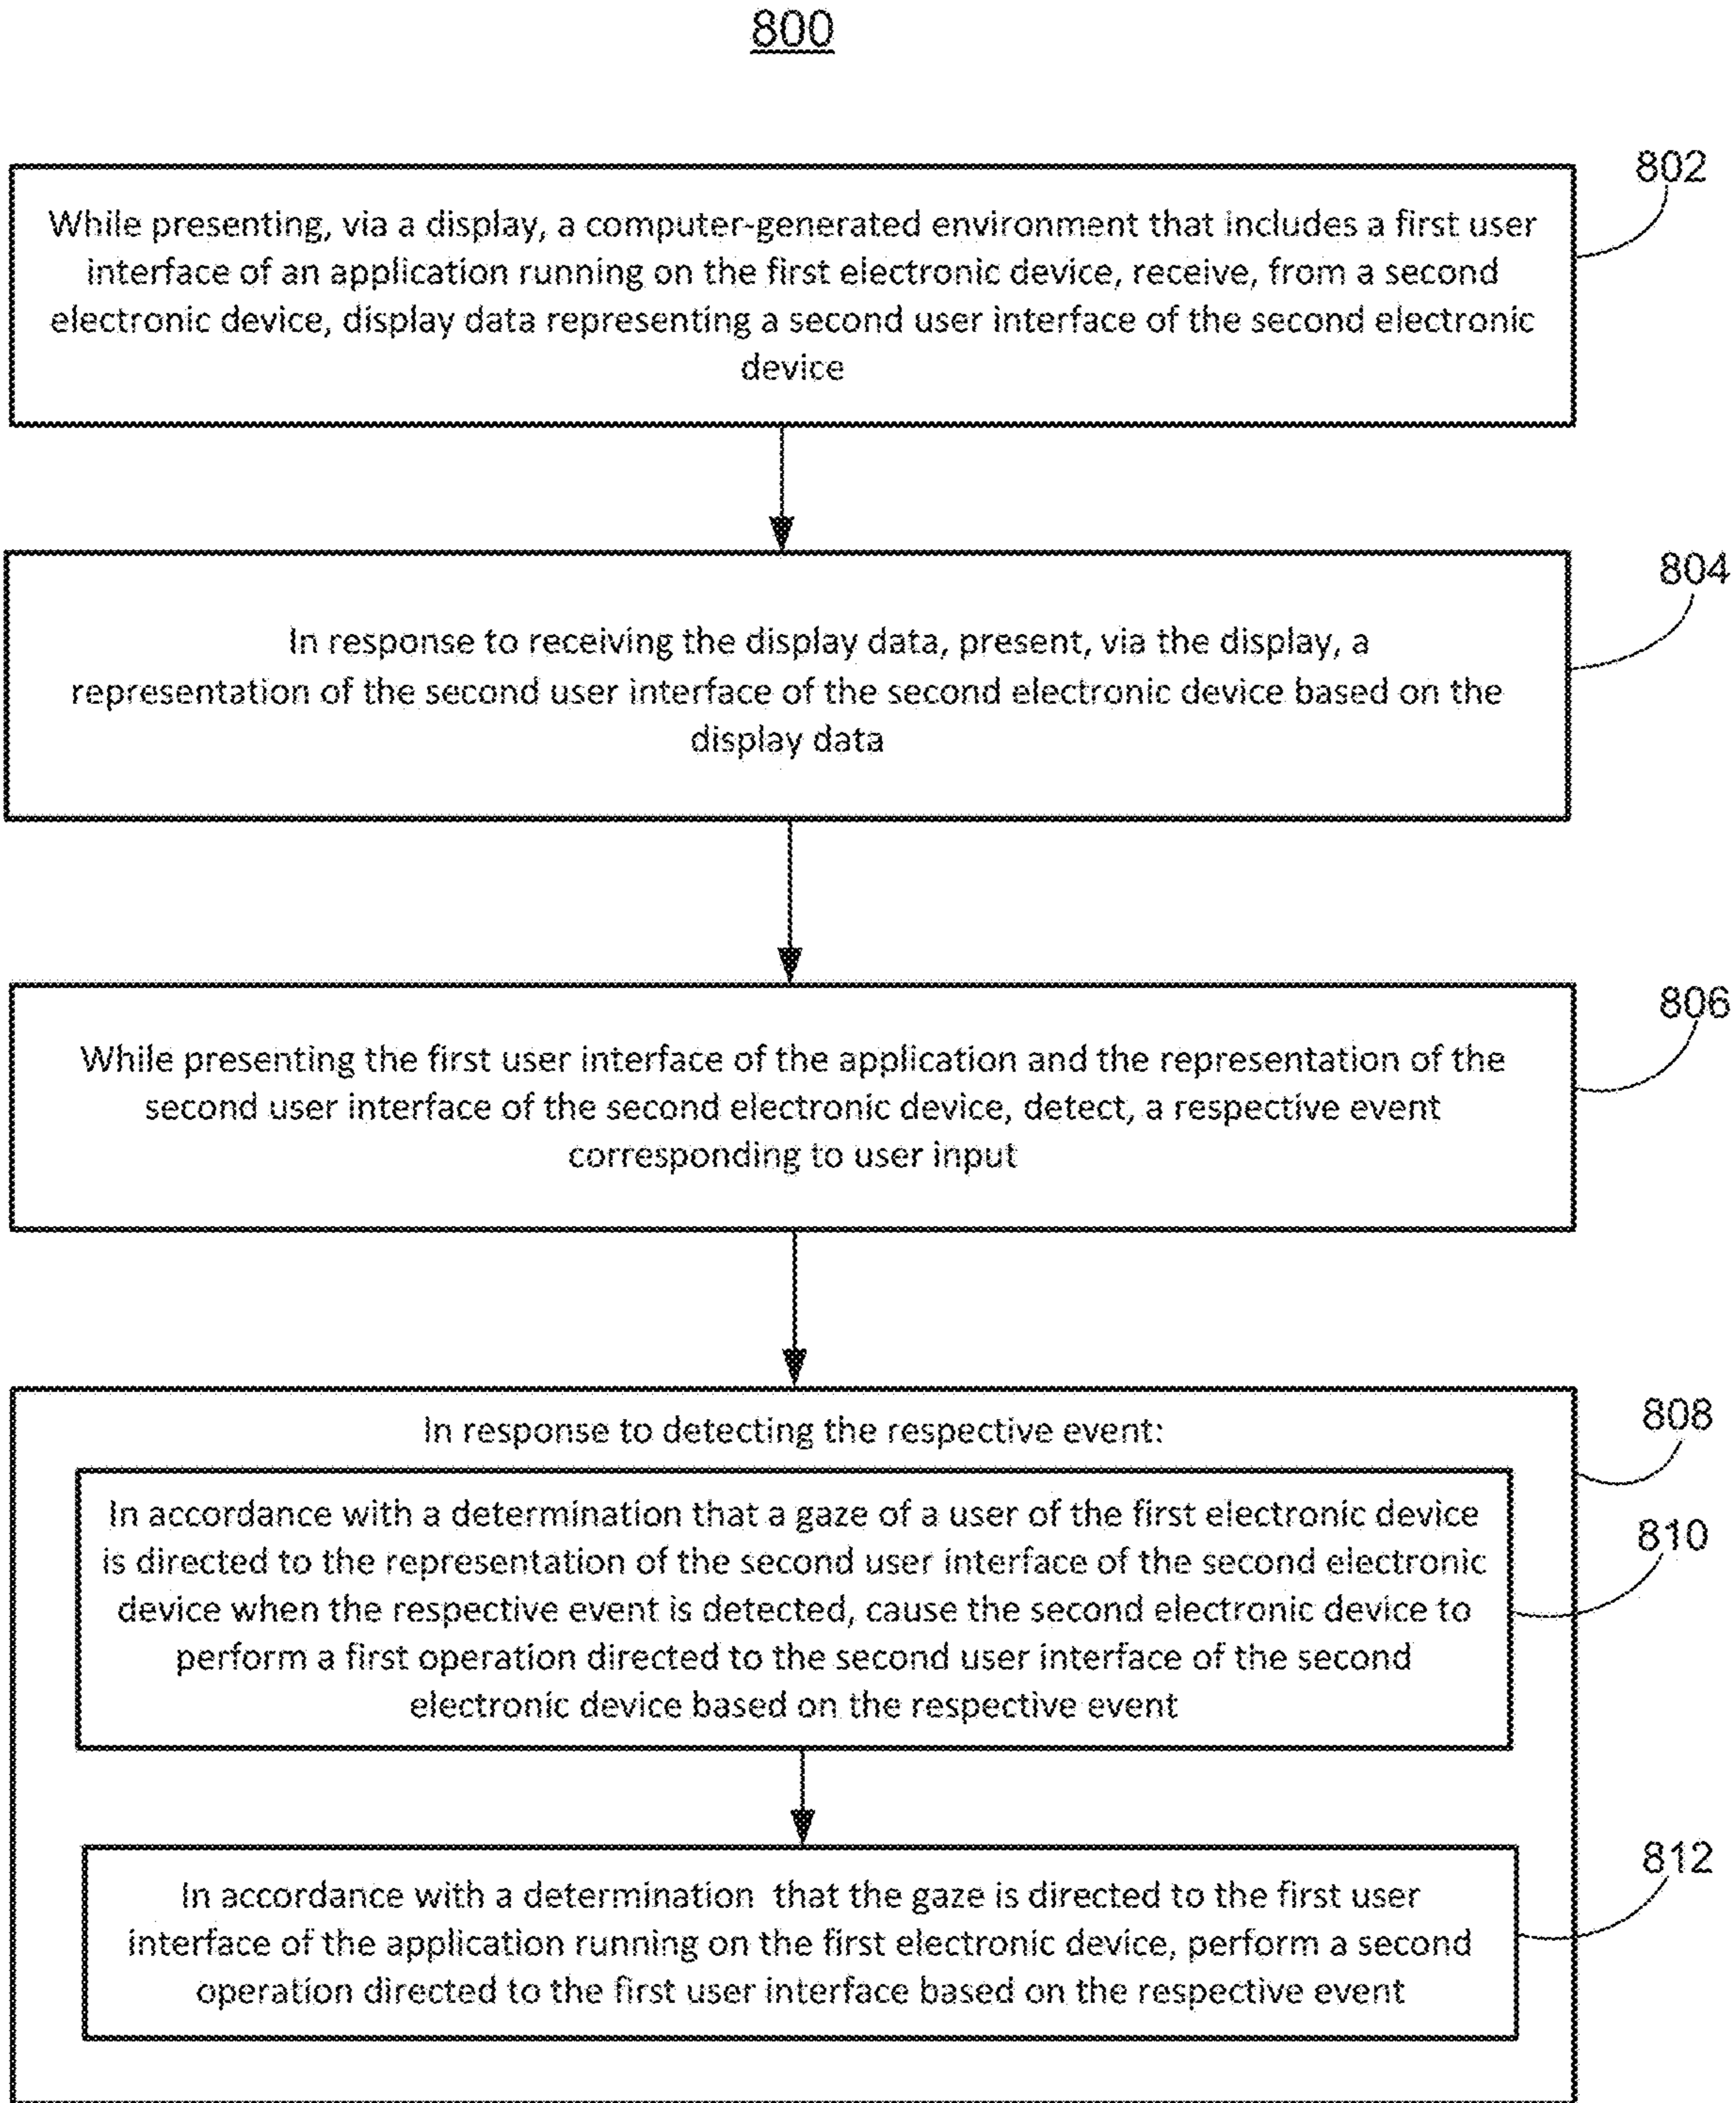 800
802
While presenting, via a display, a computer-generated environment that includes a first user
interface of an application running on the first electronic device, receive, from a second
electronic device, display data representing a second user interface of the second electronic
device
804
In response to receiving the display data, present, via the display, a
representation of the second user interface of the second electronic device based on the
display data
806
While presenting the first user interface of the application and the representation of the
second user interface of the second electronic device, detect, a respective event
corresponding to user input
808
In response to detecting the respective event:
810
In accordance with a determination that a gaze of a user of the first electronic device
is directed to the representation of the second user interface of the second electronic
device when the respective event is detected, cause the second electronic device to
perform a first operation directed to the second user interface of the second
electronic device based on the respective event
812
In accordance with a determination that the gaze is directed to the first user
interface of the application running on the first electronic device, perform a second
operation directed to the first user interface based on the respective event